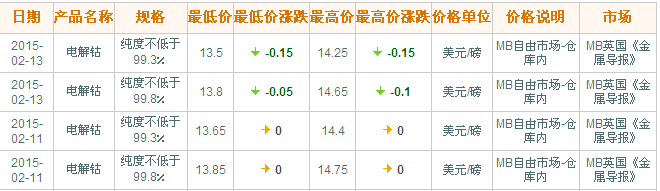 日期 产品名称 规格 最低价 最低价涨跌 最高价 最高价涨跌 价格单位 价格说明 市场
2015-02-13 电解钴 纯度不低于99.3% 13.5 -0.15 14.25 -0.15 美元/磅 MB自由市场-仓库内 MB英国《金属导报》
2015-02-13 电解钴 纯度不低于99.8% 13.8 -0.05 14.65 -0.1 美元/磅 MB自由市场-仓库内 MB英国《金属导报》
2015-02-11 电解钴 纯度不低于99.3% 13.65 0 14.4 0 美元/磅 MB自由市场-仓库内 MB英国《金属导报》
2015-02-11 电解钴 纯度不低于99.8% 13.85 0 14.75 0 美元/磅 MB自由市场-仓库内 MB英国《金属导报》